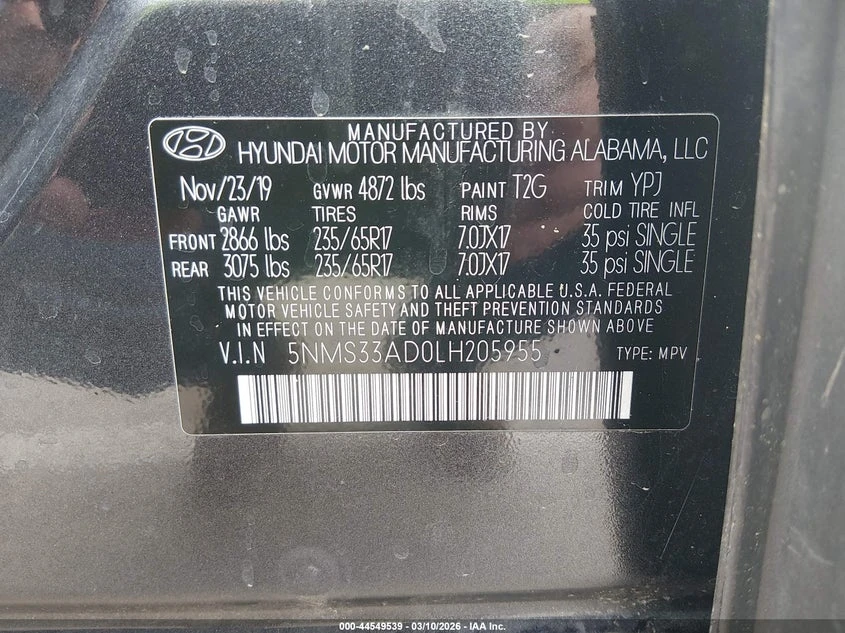 MANUFACTURED BY
HYUNDAI MOTOR MANUFACTURING ALABAMA, LLC
Nov/23/19 GVWR 4872 lbs PAINT T2G TRIM YPJ
GAWR TIRES RIMS COLD TIRE INFL
FRONT 2866 lbs 235/65R17 7.0JX17 35 psi SINGLE
REAR 3075 lbs 235/65R17 7.0JX17 35 psi SINGLE
THIS VEHICLE CONFORMS TO ALL APPLICABLE U.S.A. FEDERAL
MOTOR VEHICLE SAFETY AND THEFT PREVENTION STANDARDS
IN EFFECT ON THE DATE OF MANUFACTURE SHOWN ABOVE
V.I.N 5NMS33AD0LH205955 TYPE: MPV
000-44549539 - 03/10/2026 - IAA Inc.